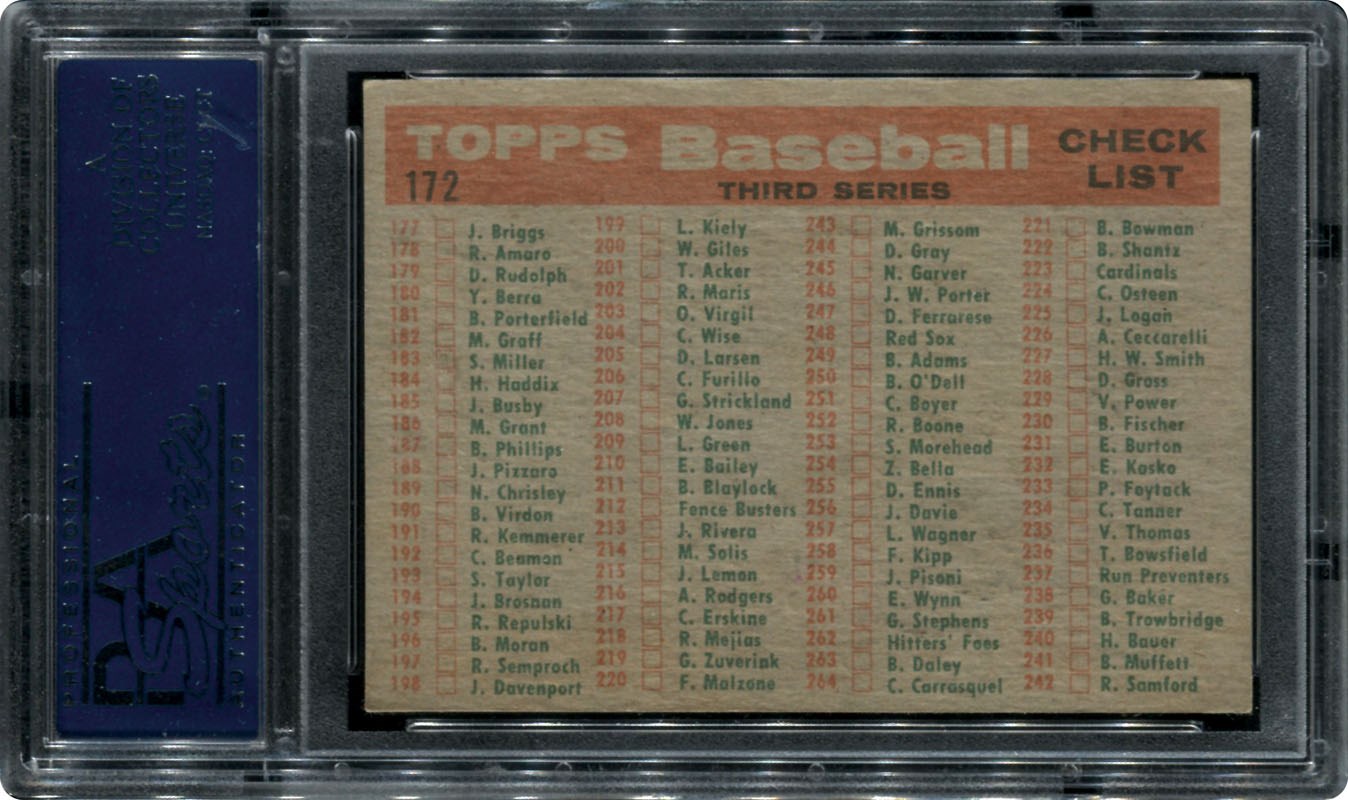 A
DIVISION OF
COLLECTORS
UNIVERSE
NASDAQ: CLCT
PROFESSIONAL
PSA
Sports
AUTHENTICATOR
TOPPS Baseball
CHECK
LIST
172
THIRD SERIES
177 J. Briggs
178 R. Amaro
179 D. Rudolph
180 Y. Berra
181 B. Porterfield
182 M. Graff
183 S. Miller
184 H. Haddix
185 J. Busby
186 M. Grant
187 B. Phillips
188 J. Pizzaro
189 N. Chrisley
190 B. Virdon
191 R. Kemmerer
192 C. Beamon
193 S. Taylor
194 J. Brosnan
195 R. Repulski
196 B. Moran
197 R. Semproch
198 J. Davenport
199 L. Kiely
200 W. Giles
201 T. Acker
202 R. Maris
203 O. Virgil
204 C. Wise
205 D. Larsen
206 C. Furillo
207 G. Strickland
208 W. Jones
209 L. Green
210 E. Bailey
211 B. Blaylock
212 Fence Busters
213 J. Rivera
214 M. Solis
215 J. Lemon
216 A. Rodgers
217 C. Erskine
218 R. Mejias
219 G. Zuverink
220 F. Malzone
243 M. Grissom
244 D. Gray
245 N. Garver
246 J. W. Porter
247 D. Ferrarese
248 Red Sox
249 B. Adams
250 B. O'Dell
251 C. Boyer
252 R. Boone
253 S. Morehead
254 Z. Bella
255 D. Ennis
256 J. Davie
257 L. Wagner
258 F. Kipp
259 J. Pisoni
260 E. Wynn
261 G. Stephens
262 Hitters' Foes
263 B. Daley
264 C. Carrasquel
221 B. Bowman
222 B. Shantz
223 Cardinals
224 C. Osteen
225 J. Logan
226 A. Ceccarelli
227 H. W. Smith
228 D. Gross
229 V. Power
230 B. Fischer
231 E. Burton
232 E. Kasko
233 P. Foytack
234 C. Tanner
235 V. Thomas
236 T. Bowsfield
237 Run Preventers
238 G. Baker
239 B. Trowbridge
240 H. Bauer
241 B. Muffett
242 R. Samford